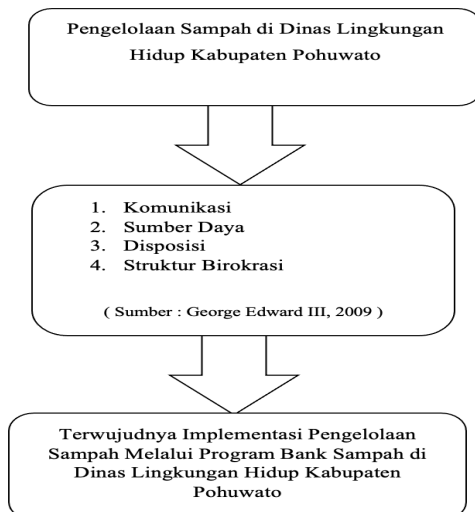 Pengelolaan Sampah di Dinas Lingkungan
Hidup Kabupaten Pohuwato
1. Komunikasi
2. Sumber Daya
3. Disposisi
4. Struktur Birokrasi
( Sumber : George Edward III, 2009 )
Terwujudnya Implementasi Pengelolaan
Sampah Melalui Program Bank Sampah di
Dinas Lingkungan Hidup Kabupaten
Pohuwato